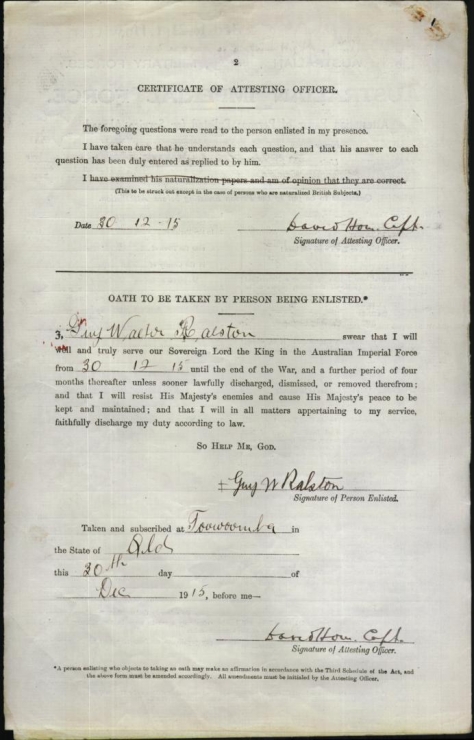 2
CERTIFICATE OF ATTESTING OFFICER.
The foregoing questions were read to the person enlisted in my presence.
I have taken care that he understands each question, and that his answer to each
question has been duly entered as replied to by him.
I have examined his naturalization papers and am of opinion that they are correct.
(This to be struck out except in the case of persons who are naturalized British Subjects.)
Date 30 12 - 15 David Horn. Capt.
Signature of Attesting Officer.
OATH TO BE TAKEN BY PERSON BEING ENLISTED.*
Guy Walter Ralston swear that I will
well and truly serve our Sovereign Lord the King in the Australian Imperial Force
from 30 12 15 until the end of the War, and a further period of four
months thereafter unless sooner lawfully discharged, dismissed, or removed therefrom;
and that I will resist His Majesty's enemies and cause His Majesty's peace to be
kept and maintained; and that I will in all matters appertaining to my service,
faithfully discharge my duty according to law.
SO HELP ME, GOD.
Guy W Ralston
Signature of Person Enlisted.
Taken and subscribed at Toowoomba in
the State of Qld
this 30th day of
Dec 1915, before me—
David Horn. Capt.
Signature of Attesting Officer.
*A person enlisting who objects to taking an oath may make an affirmation in accordance with the Third Schedule of the Act, and
the above form must be amended accordingly. All amendments must be initialed by the Attesting Officer.